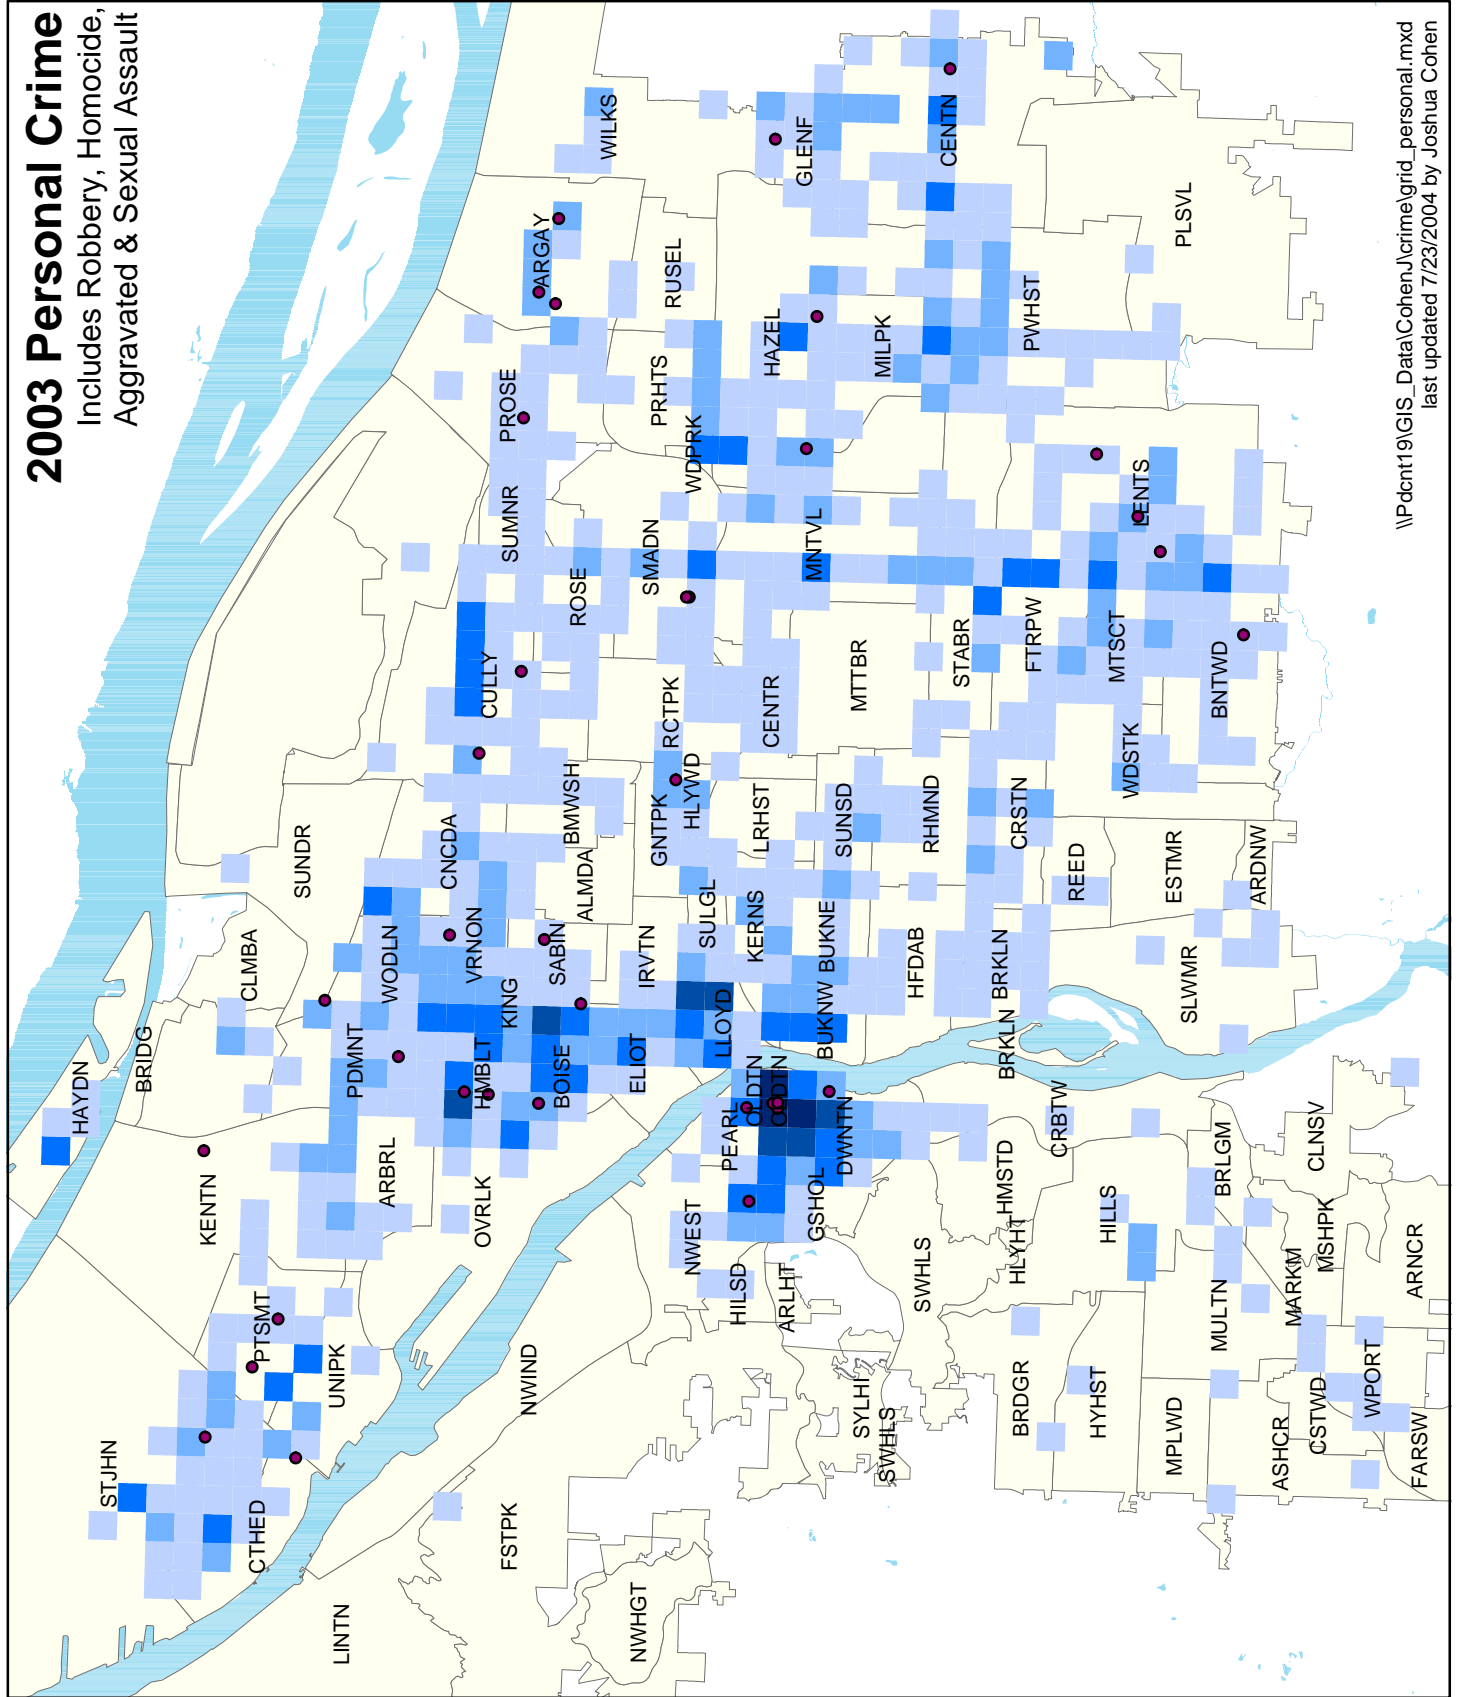 2003 Personal Crime
Includes Robbery, Homocide,
Aggravated & Sexual Assault
HAYDN
BRIDG
STJHN
KENTN
CLMBA
SUNDR
PTSMT
CTHED
UNIPK
LINTN
PDMNT
ARBRL
WODLN
CNCDA
VRNON
CULLY
HMBLT
KING
OVRLK
SUMNR
PROSE
ARGAY
WILKS
NWIND
FSTPK
BOISE
SABIN
BMWSH
ALMDA
ROSE
ELIOT
IRVTN
GNTPK
RCTPK
SMADN
PRHTS
RUSEL
NWHGT
NWEST
SULGL
HLYWD
WDPRK
LLOYD
PEARL
HILSD
OLDTN
OLDTN
KERNS
LRHST
CENTR
HAZEL
GLENF
ARLHT
GSHOL
DWNTN
BUKNW
BUKNE
SUNSD
MNTVL
MTTBR
MILPK
SYLHI
SWHLS
SWHLS
HFDAB
RHMND
STABR
CENTN
HMSTD
HLYHT
BRKLN
BRKLN
CRSTN
FTRPW
PWHST
BRDGR
CRBTW
REED
HYHST
HILLS
MTSCT
WDSTK
LENTS
MPLWD
ESTMR
SLWMR
PLSVL
BRLGM
MULTN
BNTWD
ARDNW
ASHCR
MARKM
CLNSV
CSTWD
MSHPK
WPORT
ARNCR
FARSW
\\Pdcnt19\GIS_Data\CohenJ\crime\grid_personal.mxd
last updated 7/23/2004 by Joshua Cohen